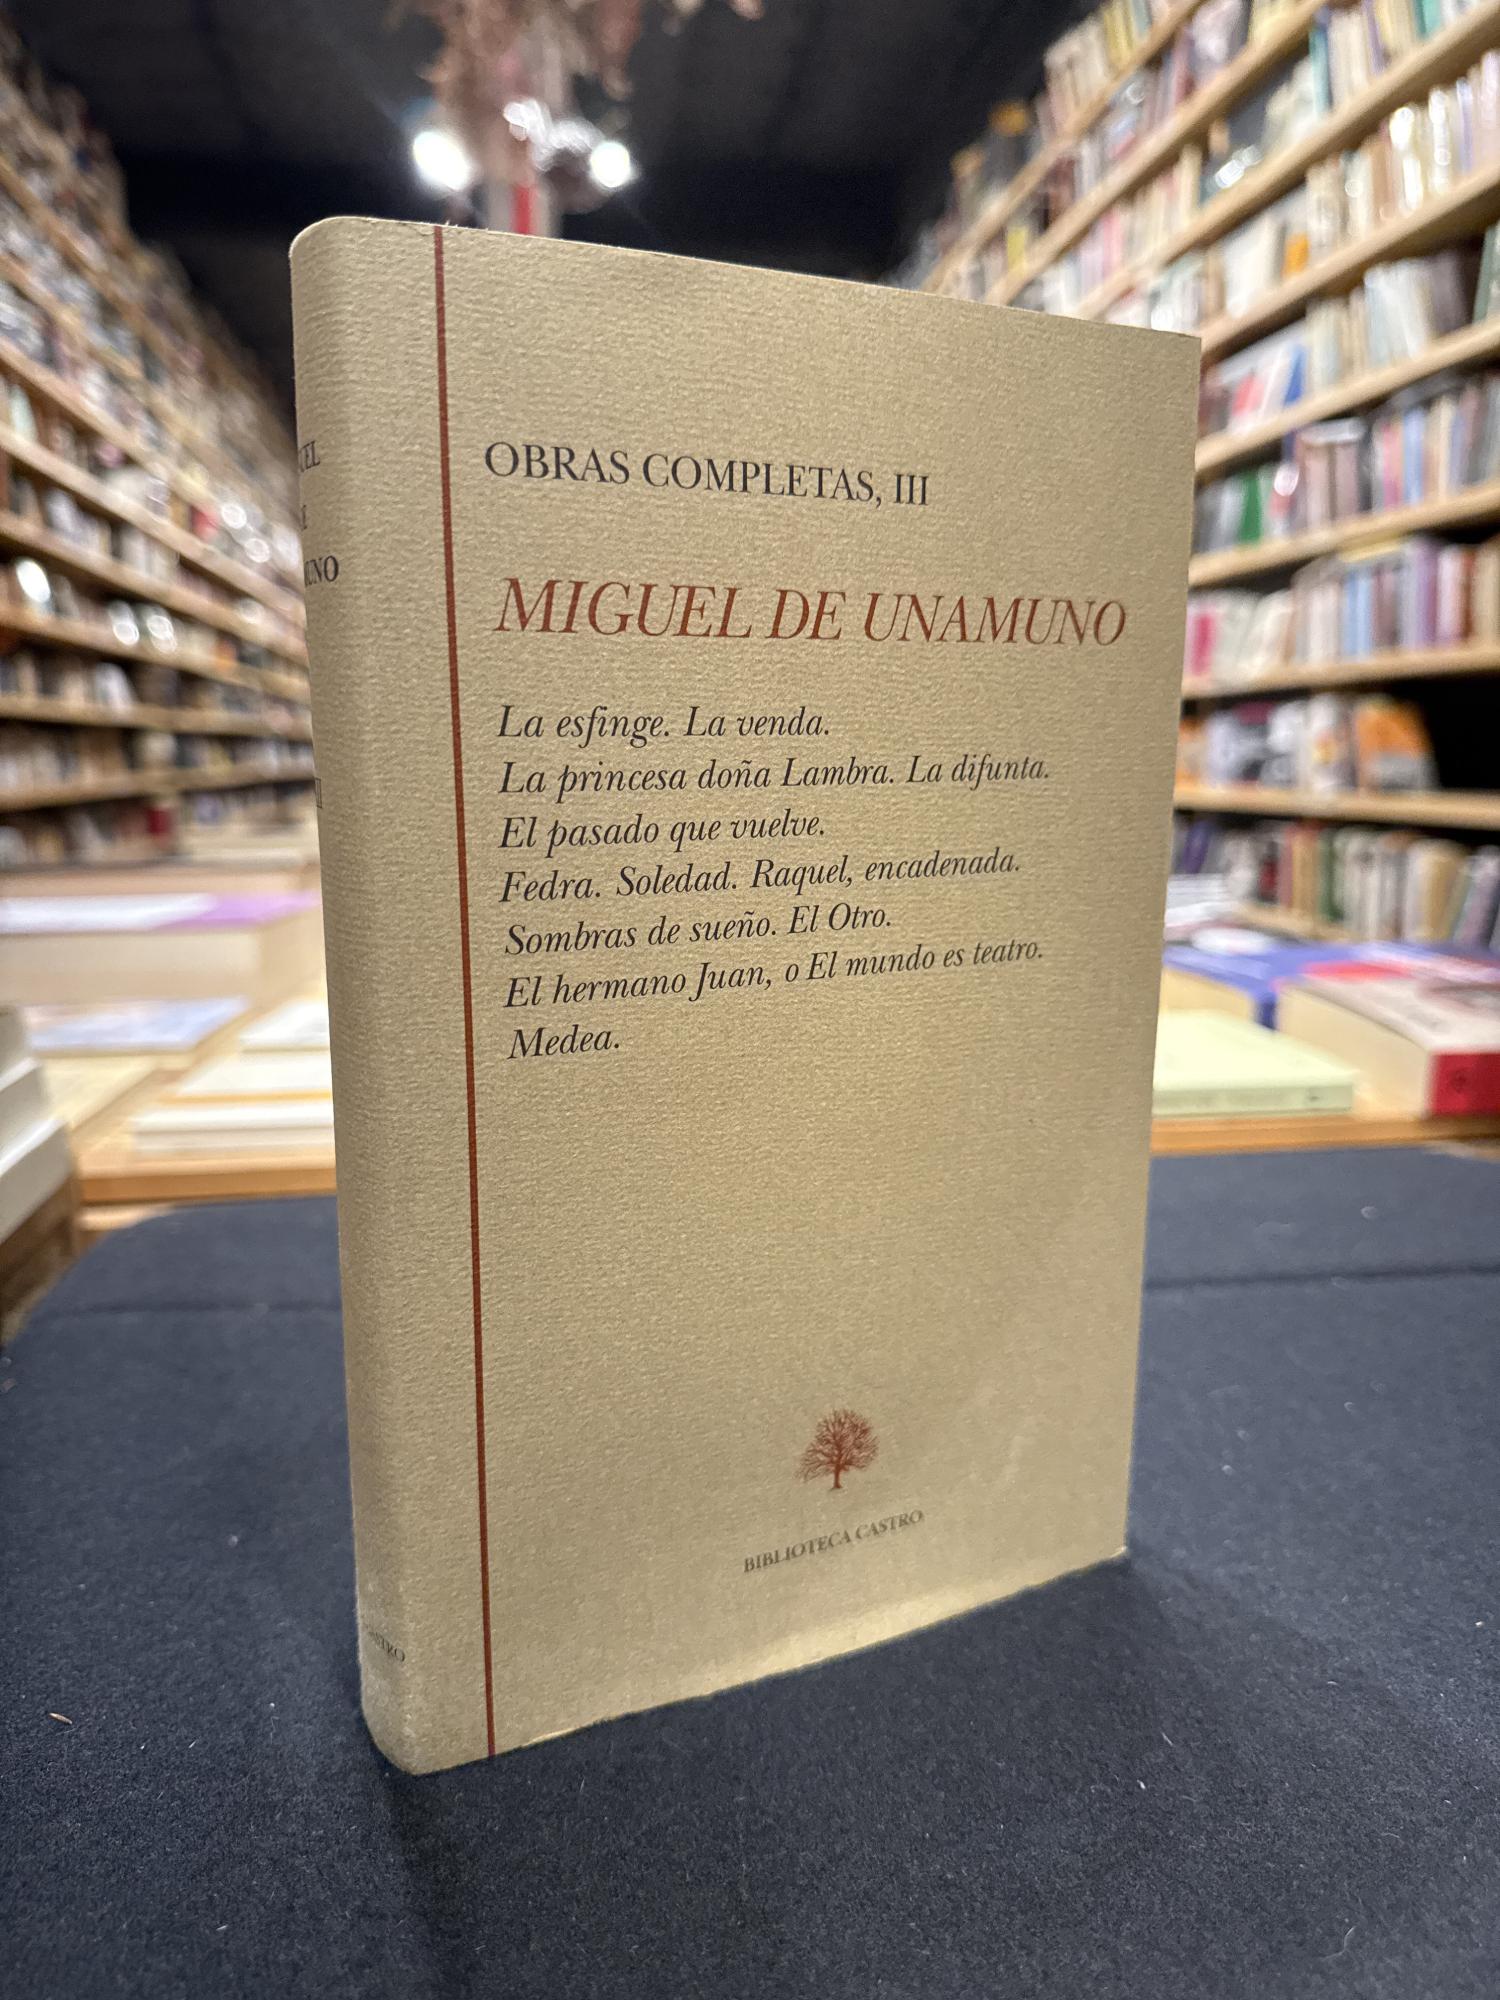 OBRAS COMPLETAS, III
MIGUEL DE UNAMUNO
La esfinge. La venda.
La princesa doña Lambra. La difunta.
El pasado que vuelve.
Fedra. Soledad. Raquel, encadenada.
Sombras de sueño. El Otro.
El hermano Juan, o El mundo es teatro.
Medea.
BIBLIOTECA CASTRO